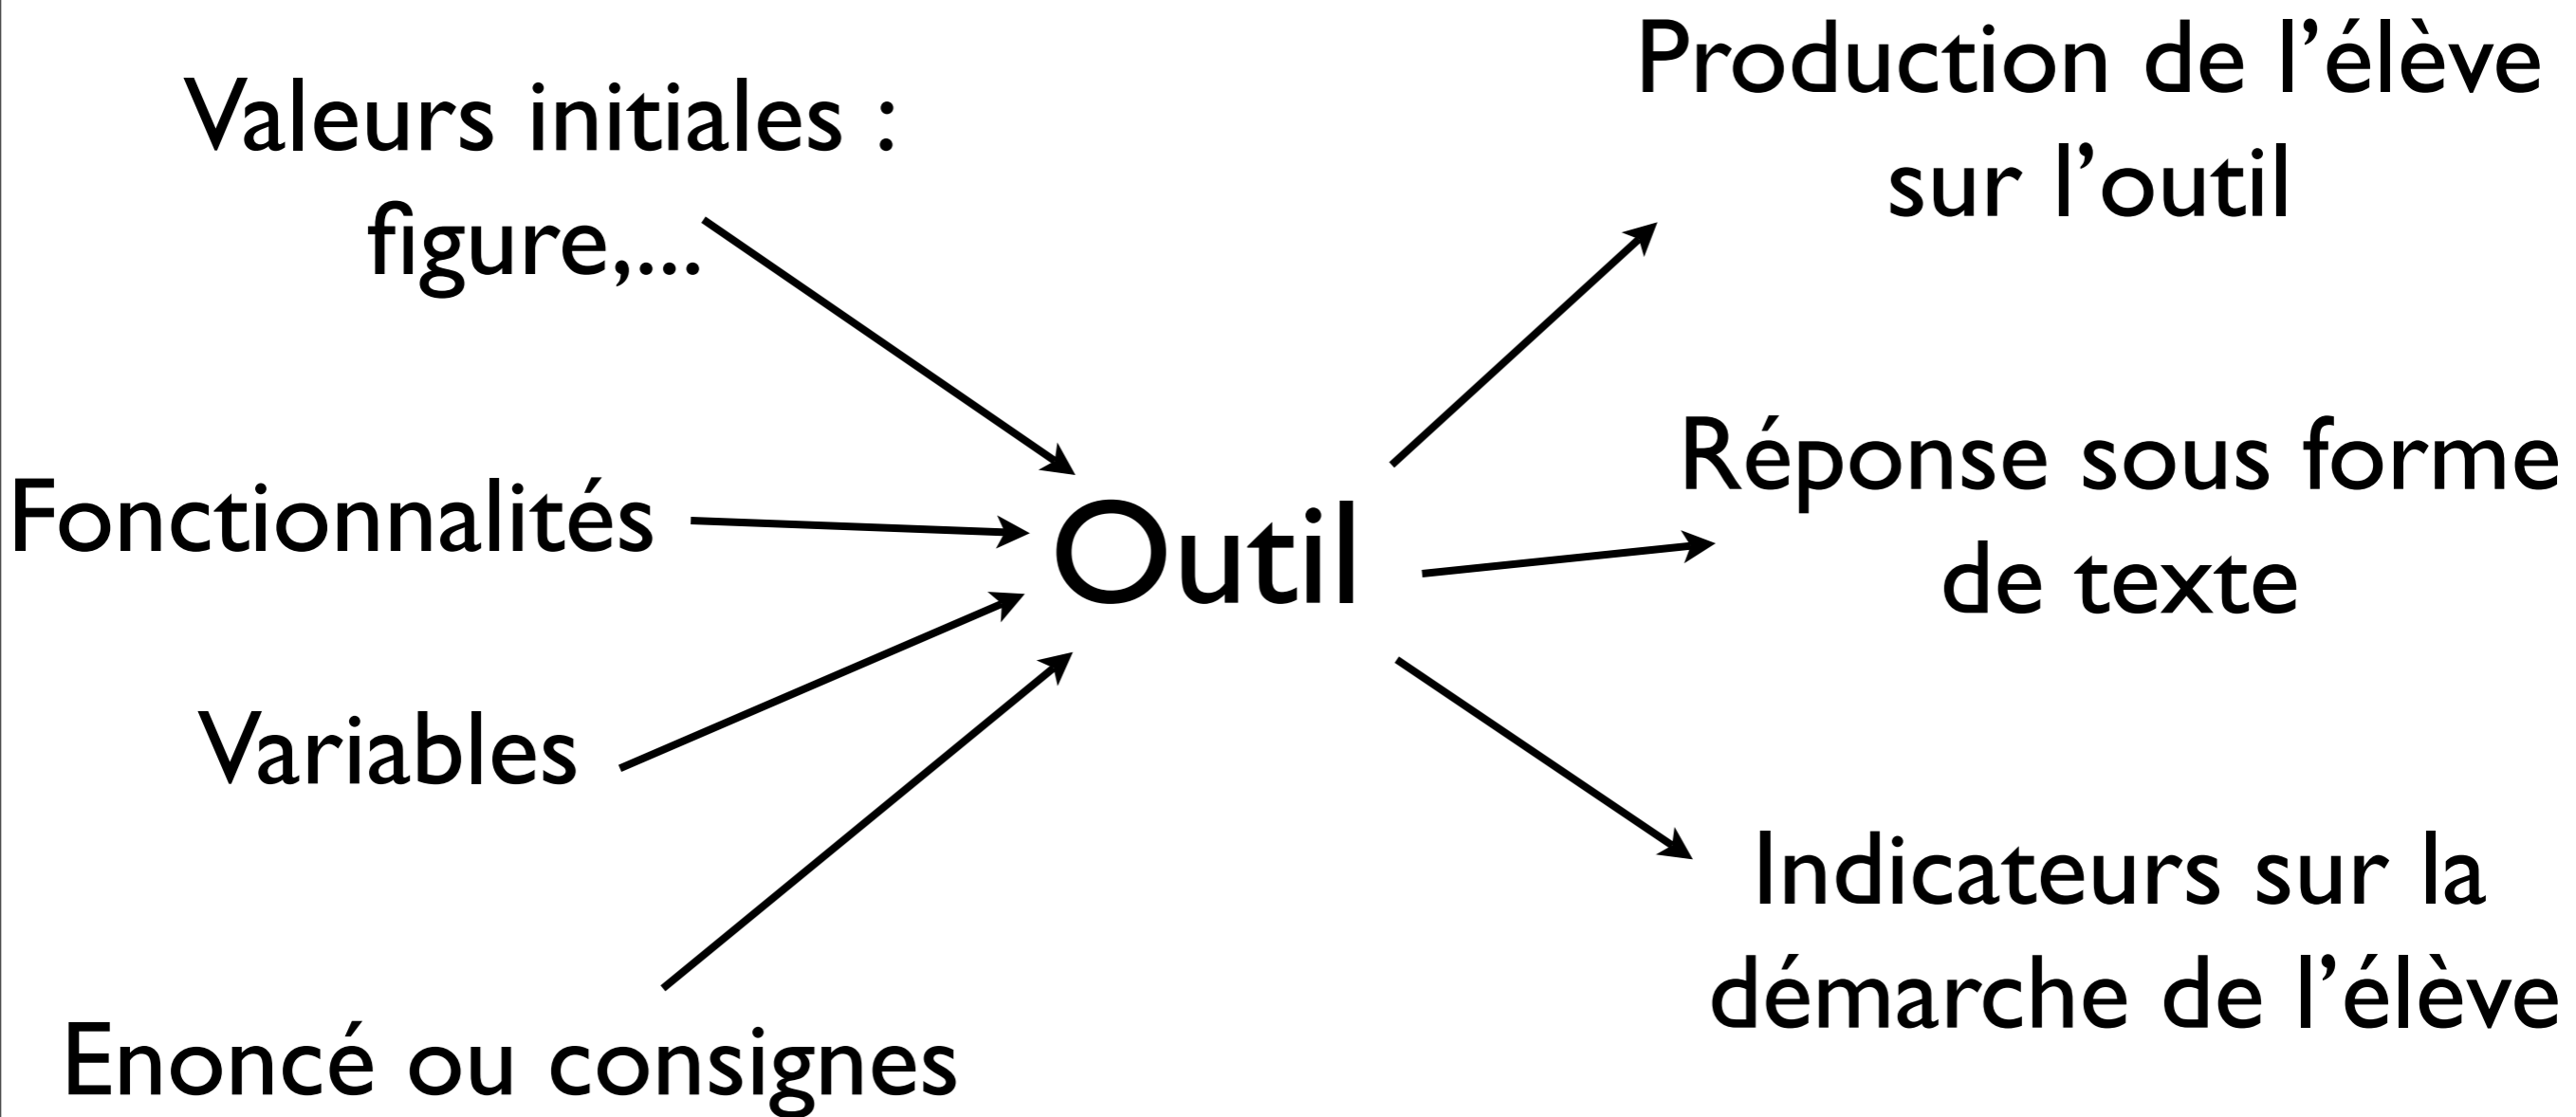 Valeurs initiales :
figure,...
Fonctionnalités
Variables
Enoncé ou consignes
Outil
Production de l’élève
sur l’outil
Réponse sous forme
de texte
Indicateurs sur la
démarche de l’élève